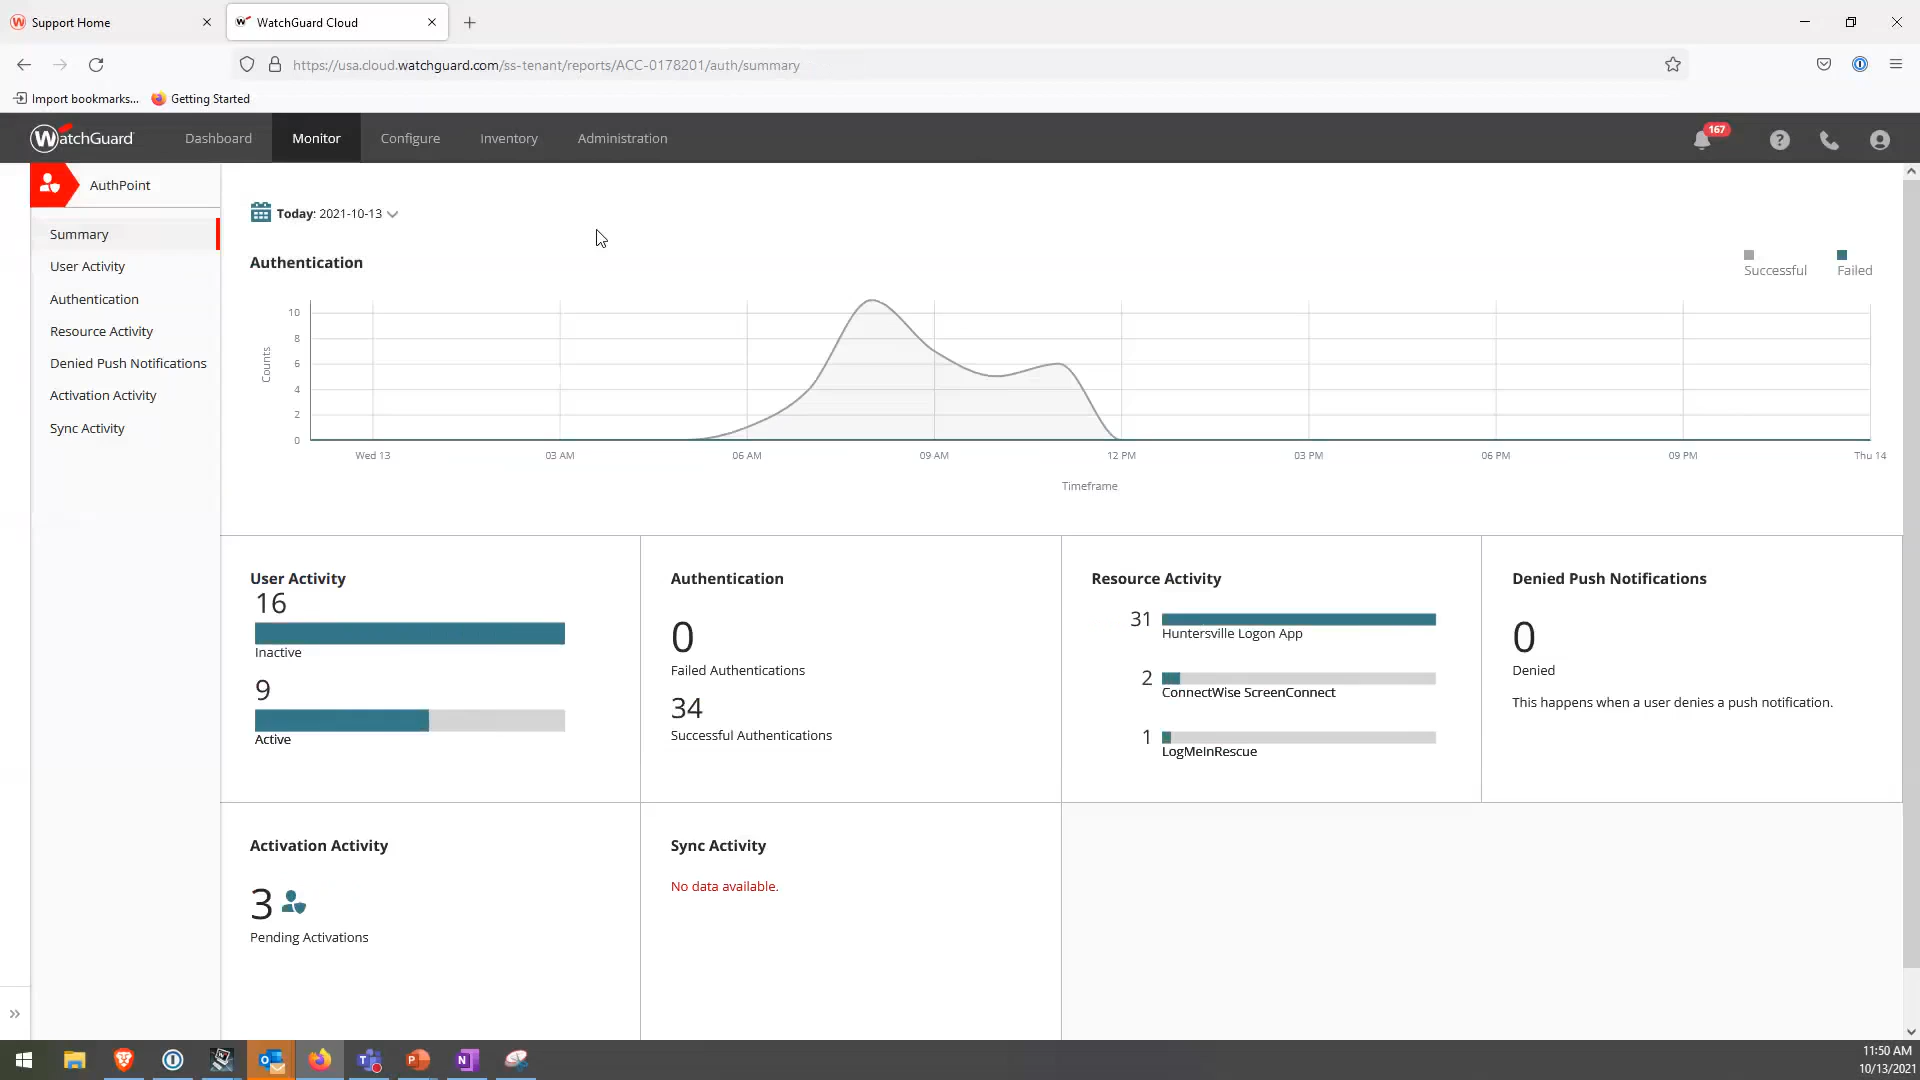 Support Home
WatchGuard Cloud
https://usa.cloud.watchguard.com/ss-tenant/reports/ACC-0178201/auth/summary
Import bookmarks...
Getting Started
WatchGuard
Dashboard
Monitor
Configure
Inventory
Administration
167
AuthPoint
Summary
User Activity
Authentication
Resource Activity
Denied Push Notifications
Activation Activity
Sync Activity
Today: 2021-10-13
Authentication
Successful
Failed
Counts
10
8
6
4
2
0
Wed 13
03 AM
06 AM
09 AM
12 PM
03 PM
06 PM
09 PM
Thu 14
Timeframe
User Activity
16
Inactive
9
Active
Authentication
0
Failed Authentications
34
Successful Authentications
Resource Activity
31
Huntersville Logon App
2
ConnectWise ScreenConnect
1
LogMeInRescue
Denied Push Notifications
0
Denied
This happens when a user denies a push notification.
Activation Activity
3
Pending Activations
Sync Activity
No data available.
11:50 AM
10/13/2021